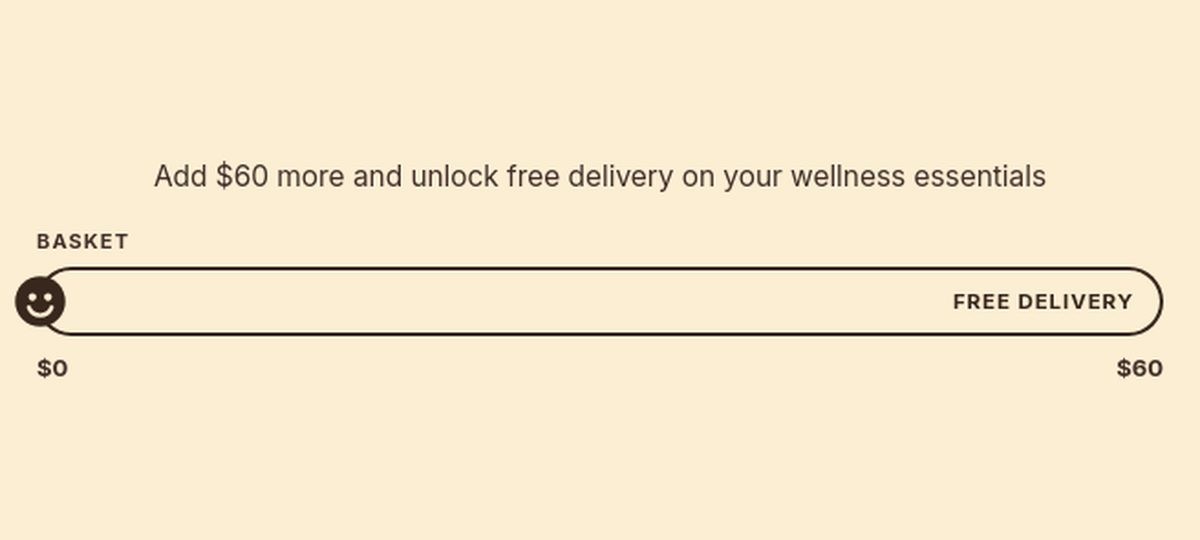 Add $60 more and unlock free delivery on your wellness essentials
BASKET
FREE DELIVERY
$0
$60